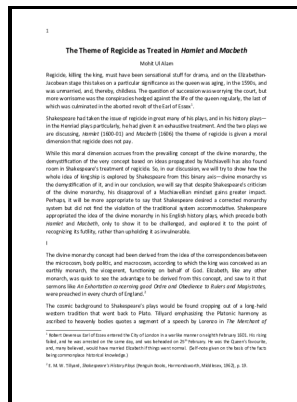 1
The Theme of Regicide as Treated in Hamlet and Macbeth
Mohit Ul Alam
Regicide, killing the king, must have been sensational stuff for drama, and on the Elizabethan-
Jacobean stage this takes on a particular significance as the queen was aging, in the 1590s, and
was unmarried, and, thereby, childless. The question of succession was worrying the court, but
more worrisome was the conspiracies hedged against the life of the queen regularly, the last of
which was culminated in the aborted revolt of the Earl of Essex¹.
Shakespeare had taken the issue of regicide in great many of his plays, and in his history plays—
in the Henriad plays particularly, he had given it an exhaustive treatment. And the two plays we
are discussing, Hamlet (1600-01) and Macbeth (1606) the theme of regicide is given a moral
dimension that regicide does not pay.
While this moral dimension accrues from the prevailing concept of the divine monarchy, the
demystification of the very concept based on ideas propagated by Machiavelli has also found
room in Shakespeare's treatment of regicide. So, in our discussion, we will try to show how the
whole idea of kingship is explored by Shakespeare from this binary axis—divine monarchy vs
the demystification of it, and in our conclusion, we will say that despite Shakespeare's criticism
of the divine monarchy, his disapproval of a Machiavellian mindset gains greater impact.
Perhaps, it will be more appropriate to say that Shakespeare desired a corrected monarchy
system but did not find the violation of the traditional system accommodative. Shakespeare
appropriated the idea of the divine monarchy in his English history plays, which precede both
Hamlet and Macbeth, only to show it to be challenged, and explored it to the point of
recognizing its futility, rather than upholding it as invulnerable.
I
The divine monarchy concept had been derived from the idea of the correspondences between
the microcosm, body politic, and macrocosm, according to which the king was conceived as an
earthly monarch, the vicegerent, functioning on behalf of God. Elizabeth, like any other
monarch, was quick to see the advantage to be derived from this concept, and saw to it that
sermons like An Exhortation concerning good Ordre and Obedience to Rulers and Magistrates,
were preached in every church of England.²
The cosmic background to Shakespeare's plays would be found cropping out of a long-held
western tradition that went back to Plato. Tillyard emphasising the Platonic harmony as
ascribed to heavenly bodies quotes a segment of a speech by Lorenzo in The Merchant of
¹ Robert Devereux Earl of Essex entered the City of London in a war like manner on eighth February 1601. His rising
failed, and he was arrested on the same day, and was beheaded on 25th February. He was the Queen's favourite,
and, many believed, would have married Elizabeth if things went normal. (Self-note given on the basis of the facts
being commonplace historical knowledge.)
² E. M. W. Tillyard, Shakespeare's History Plays (Penguin Books, Harmondsworth, Middlesex, 1962), p. 19.